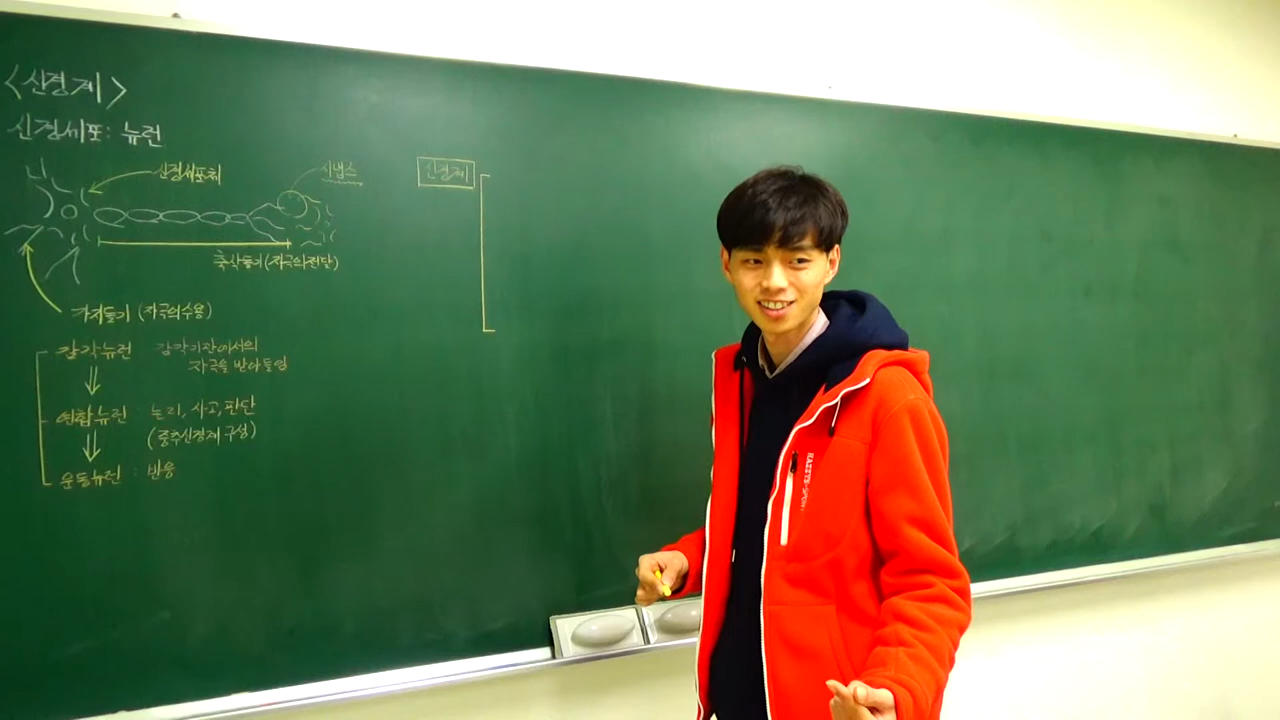 <신경계>
신경세포: 뉴런
신경세포체
시냅스
축삭돌기(자극의 전달)
가지돌기 (자극의 수용)
감각뉴런 감각기관에서의
자극을 받아들임
연합뉴런 : 논리, 사고, 판단
(중추신경계 구성)
운동뉴런 : 반응
신경계
HAZZYS-SPORT